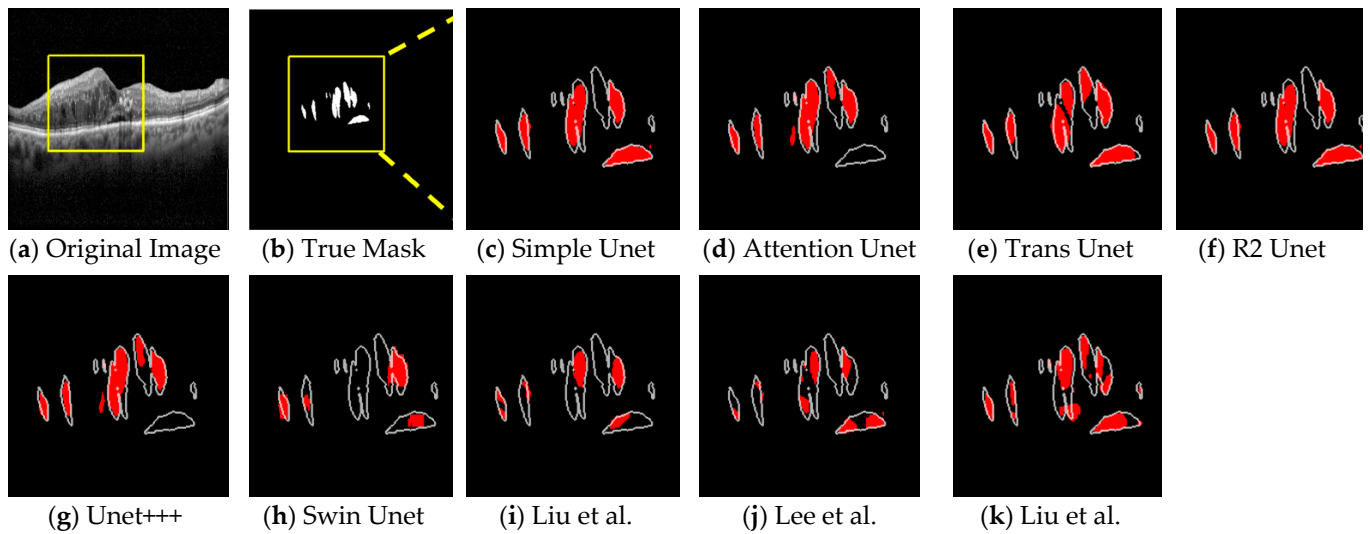 (a) Original Image (b) True Mask (c) Simple Unet (d) Attention Unet (e) Trans Unet (f) R2 Unet
(g) Unet+++ (h) Swin Unet (i) Liu et al. (j) Lee et al. (k) Liu et al.